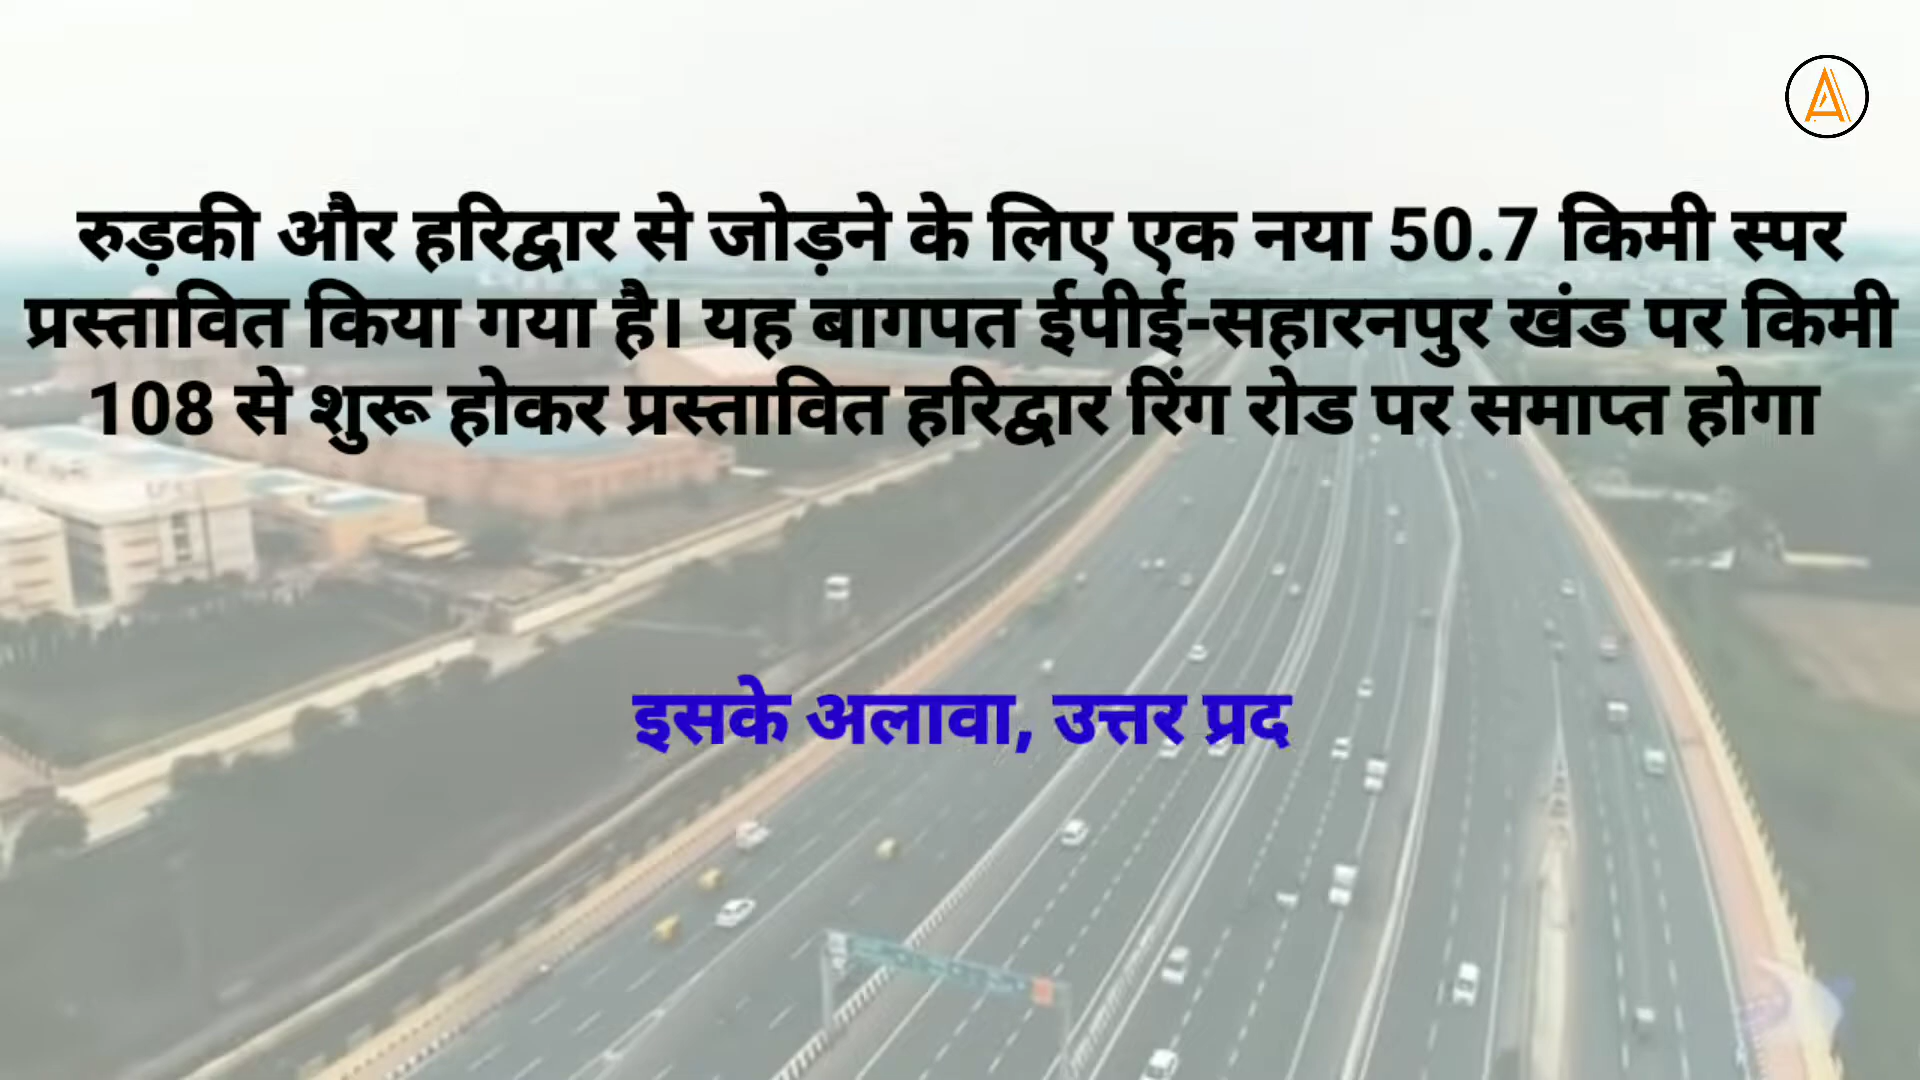 रुड़की और हरिद्वार से जोड़ने के लिए एक नया 50.7 किमी स्पर
प्रस्तावित किया गया है। यह बागपत ईपीई-सहारनपुर खंड पर किमी
108 से शुरू होकर प्रस्तावित हरिद्वार रिंग रोड पर समाप्त होगा
इसके अलावा, उत्तर प्रद